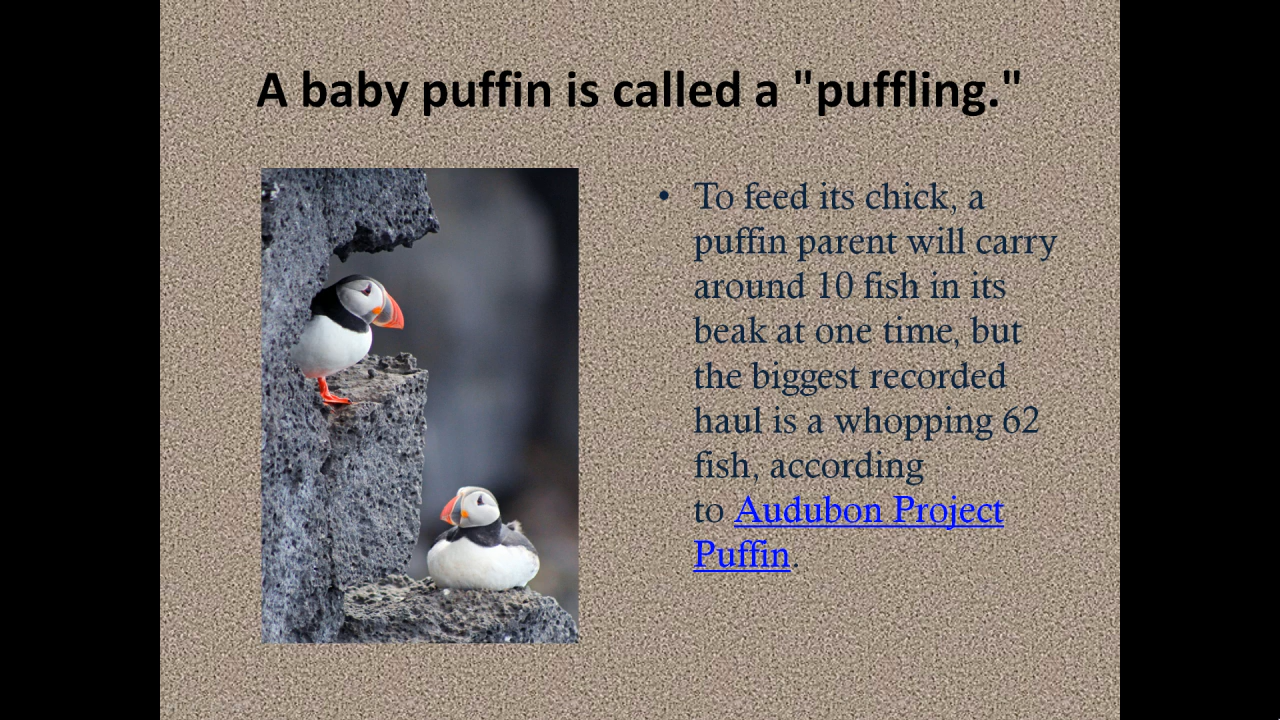 A baby puffin is called a "puffling."
• To feed its chick, a
puffin parent will carry
around 10 fish in its
beak at one time, but
the biggest recorded
haul is a whopping 62
fish, according
to Audubon Project
Puffin.